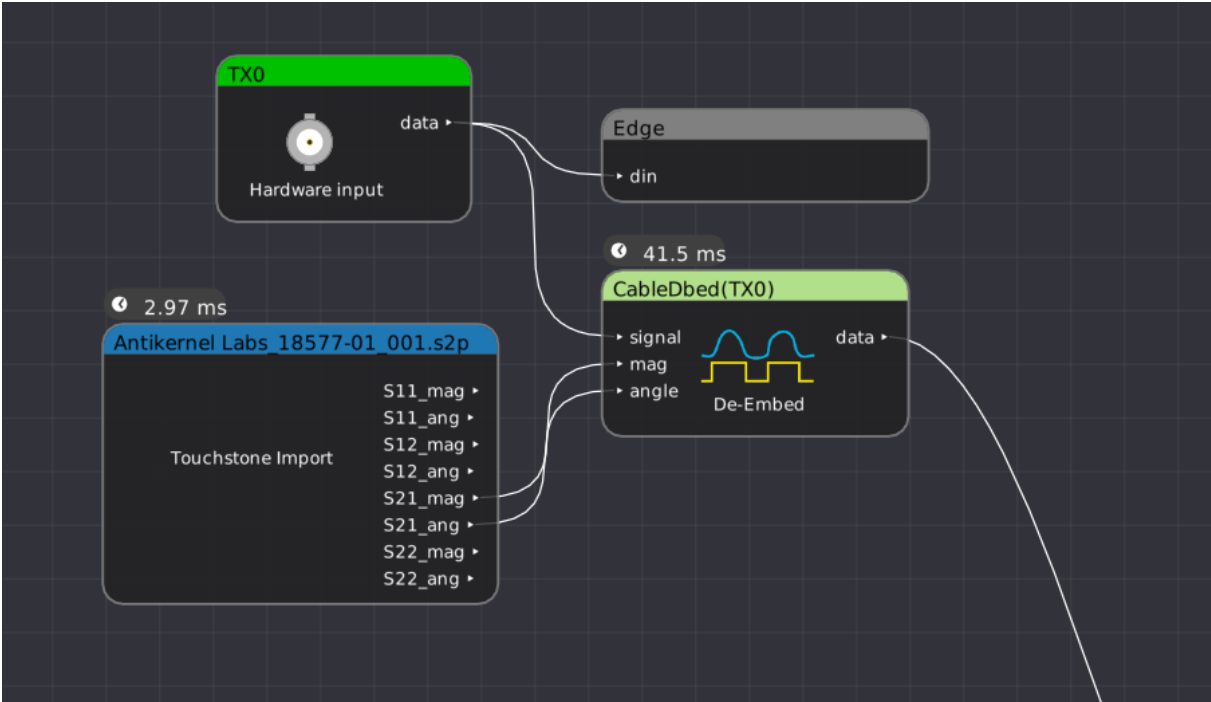 TX0
data
Hardware input
Edge
din
41.5 ms
CableDbed(TX0)
signal
mag
angle
data
De-Embed
2.97 ms
Antikernel Labs_18577-01_001.s2p
S11_mag
S11_ang
S12_mag
S12_ang
Touchstone Import
S21_mag
S21_ang
S22_mag
S22_ang